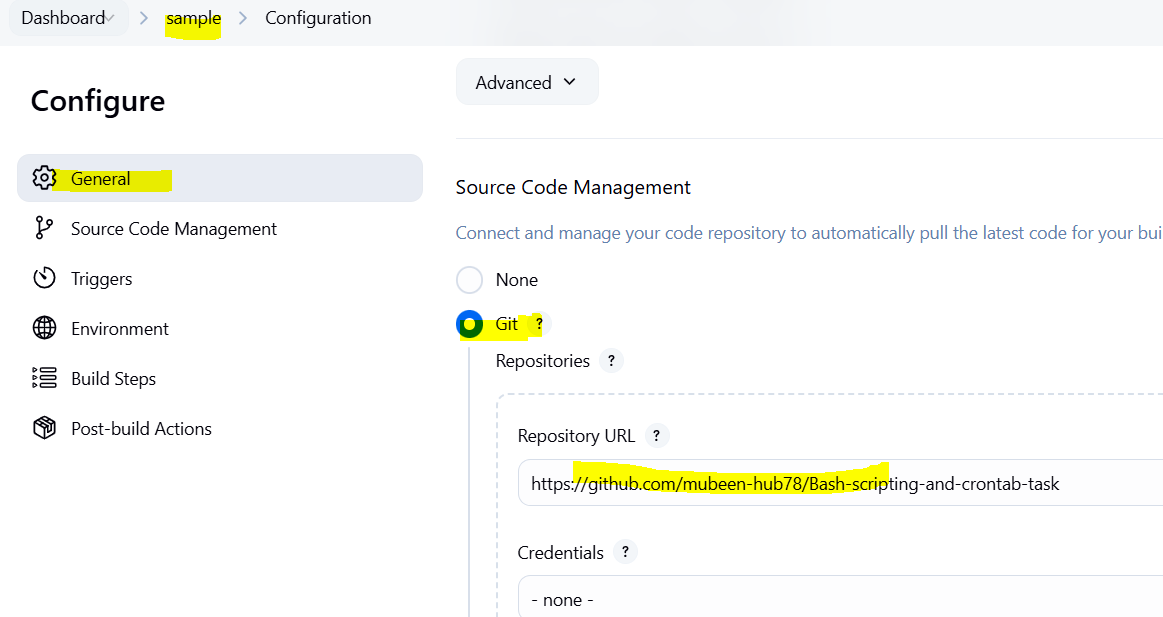 Dashboard sample Configuration
Configure
General
Source Code Management
Triggers
Environment
Build Steps
Post-build Actions
Advanced
Source Code Management
Connect and manage your code repository to automatically pull the latest code for your bui
None
Git ?
Repositories ?
Repository URL ?
https://github.com/mubeen-hub78/Bash-scripting-and-crontab-task
Credentials ?
- none -